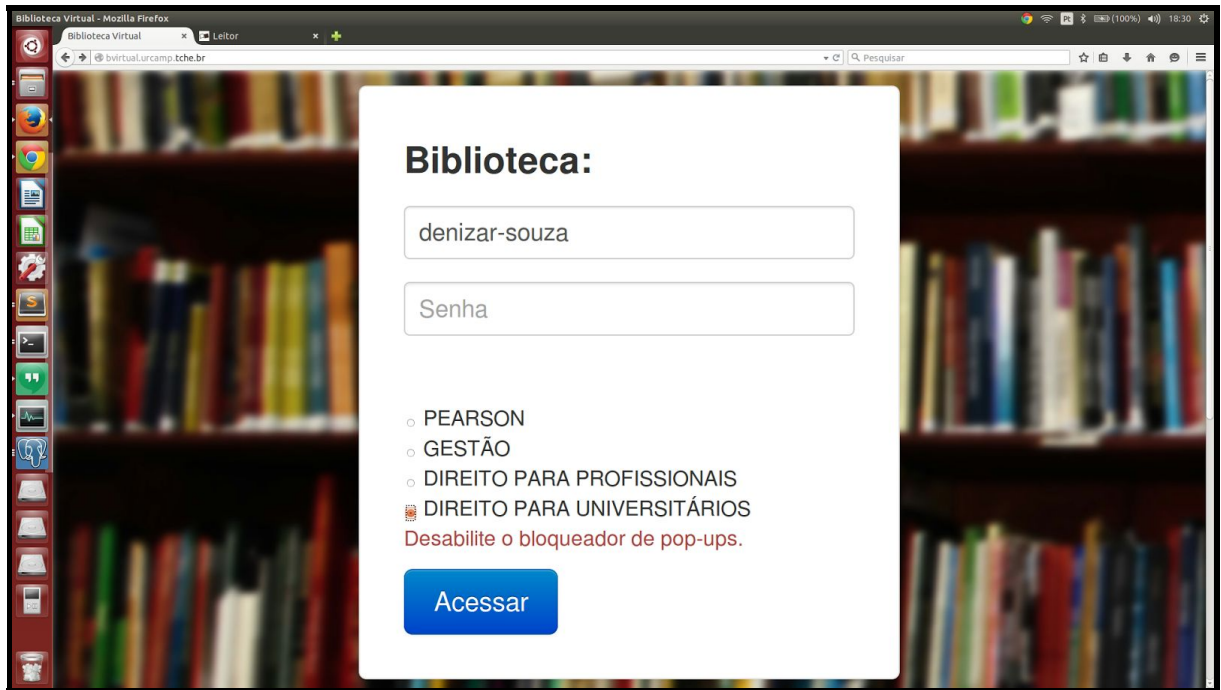 Biblioteca Virtual - Mozilla Firefox
Pt (100%) 18:30
Biblioteca Virtual × Leitor ×
bvirtual.urcamp.tche.br
Pesquisar
Biblioteca:
denizar-souza
Senha
PEARSON
GESTÃO
DIREITO PARA PROFISSIONAIS
DIREITO PARA UNIVERSITÁRIOS
Desabilite o bloqueador de pop-ups.
Acessar